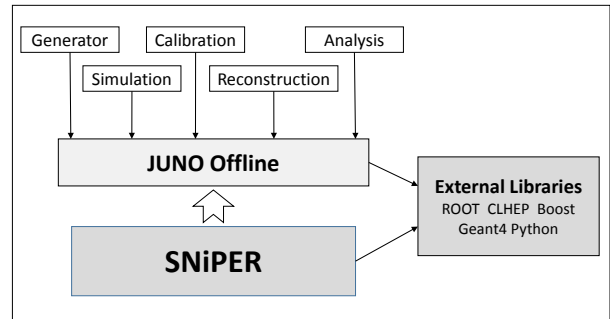 Generator
Calibration
Analysis
Simulation
Reconstruction
JUNO Offline
External Libraries
ROOT CLHEP Boost
Geant4 Python
SNiPER